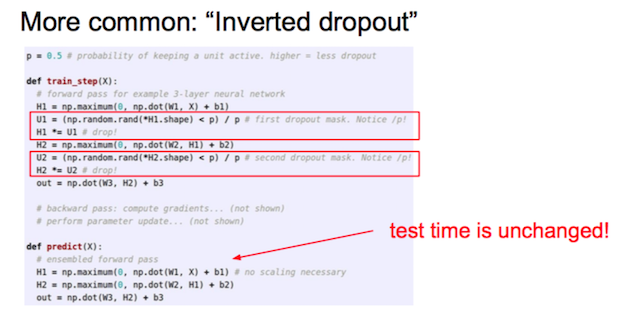 More common: “Inverted dropout”
p = 0.5 # probability of keeping a unit active. higher = less dropout
def train_step(X):
# forward pass for example 3-layer neural network
H1 = np.maximum(0, np.dot(W1, X) + b1)
U1 = (np.random.rand(*H1.shape) < p) / p # first dropout mask. Notice /p!
H1 *= U1 # drop!
H2 = np.maximum(0, np.dot(W2, H1) + b2)
U2 = (np.random.rand(*H2.shape) < p) / p # second dropout mask. Notice /p!
H2 *= U2 # drop!
out = np.dot(W3, H2) + b3
# backward pass: compute gradients... (not shown)
# perform parameter update... (not shown)
def predict(X):
# ensembled forward pass
H1 = np.maximum(0, np.dot(W1, X) + b1) # no scaling necessary
H2 = np.maximum(0, np.dot(W2, H1) + b2)
out = np.dot(W3, H2) + b3
test time is unchanged!